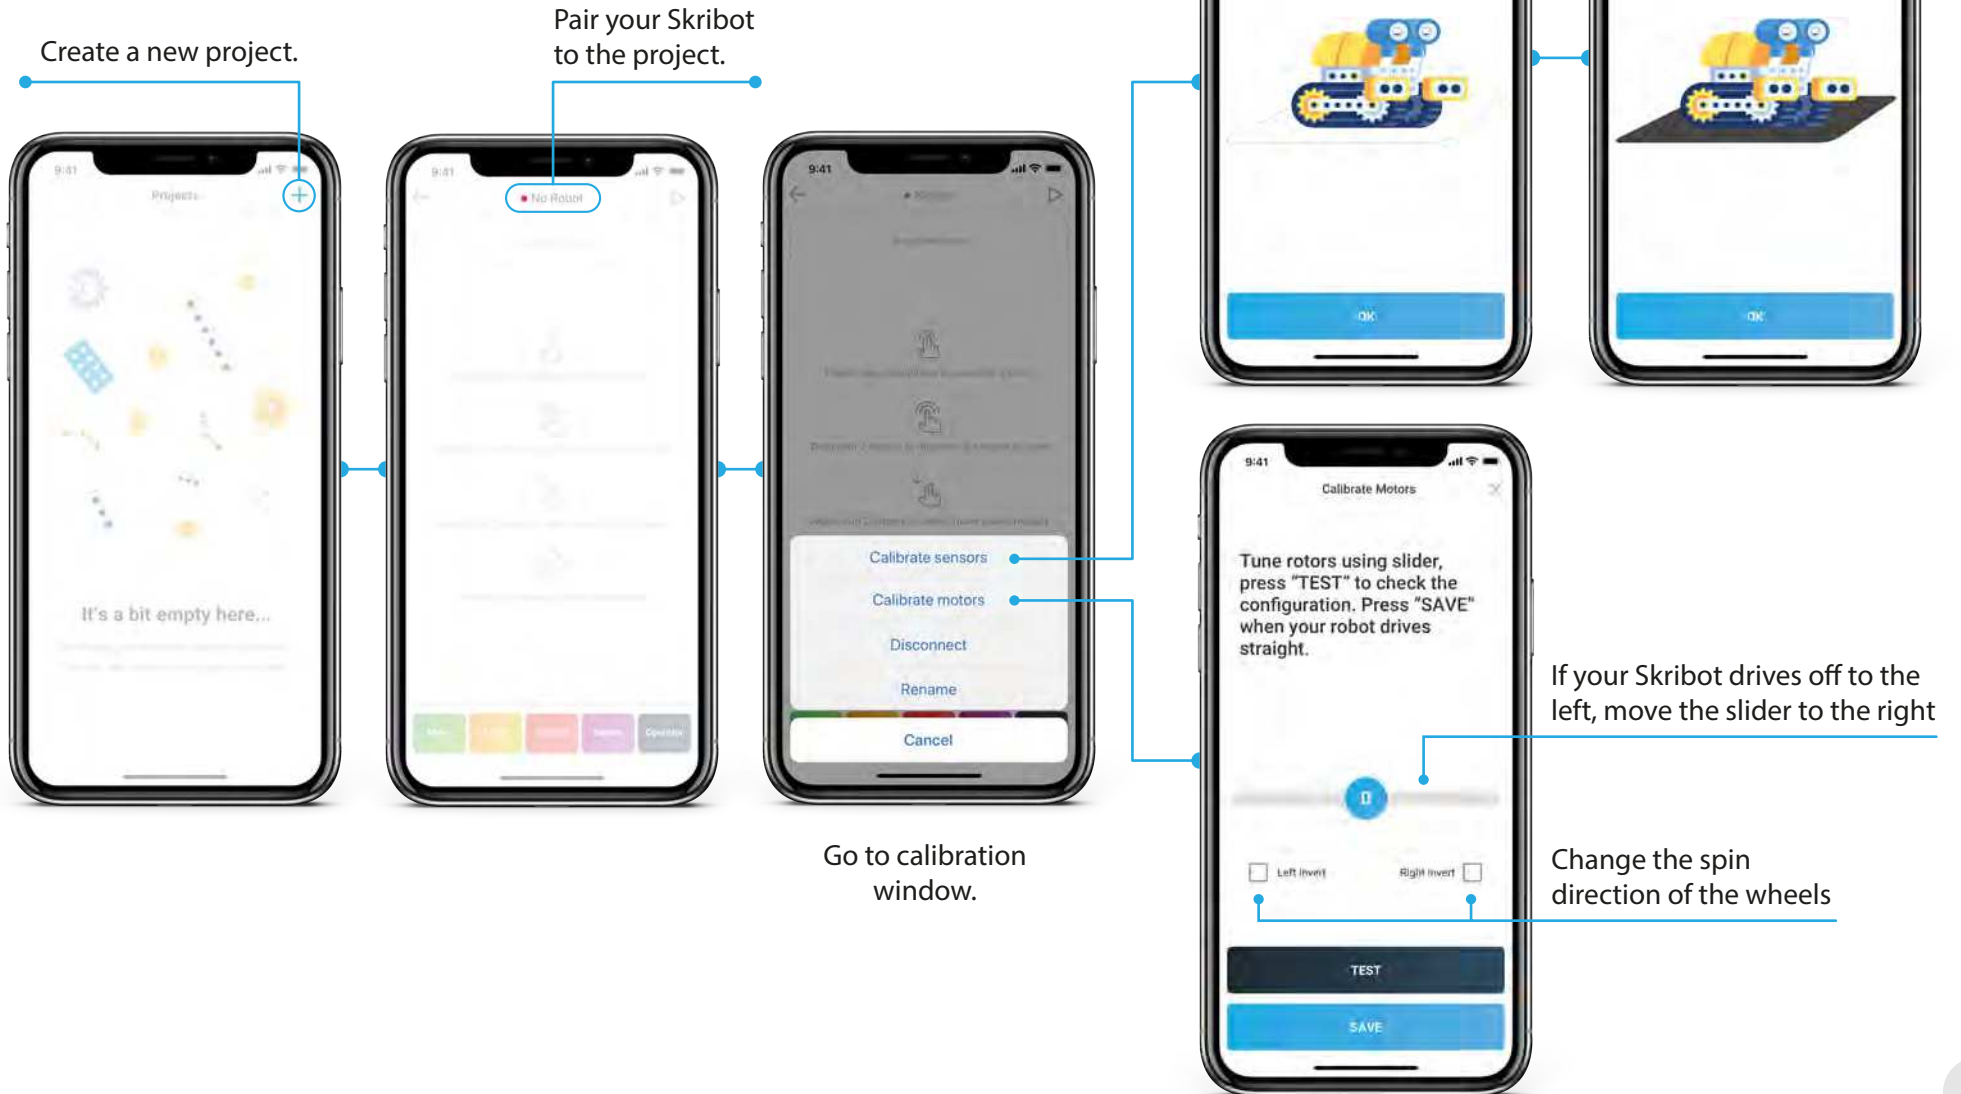 Create a new project.
Pair your Skribot
to the project.
9:41
Projects
It's a bit empty here...
9:41
No Robot
9:41
Calibrate sensors
Calibrate motors
Disconnect
Rename
Cancel
Go to calibration
window.
OK
OK
9:41
Calibrate Motors
Tune rotors using slider,
press "TEST" to check the
configuration. Press "SAVE"
when your robot drives
straight.
If your Skribot drives off to the
left, move the slider to the right
Left Invert
Right Invert
Change the spin
direction of the wheels
TEST
SAVE